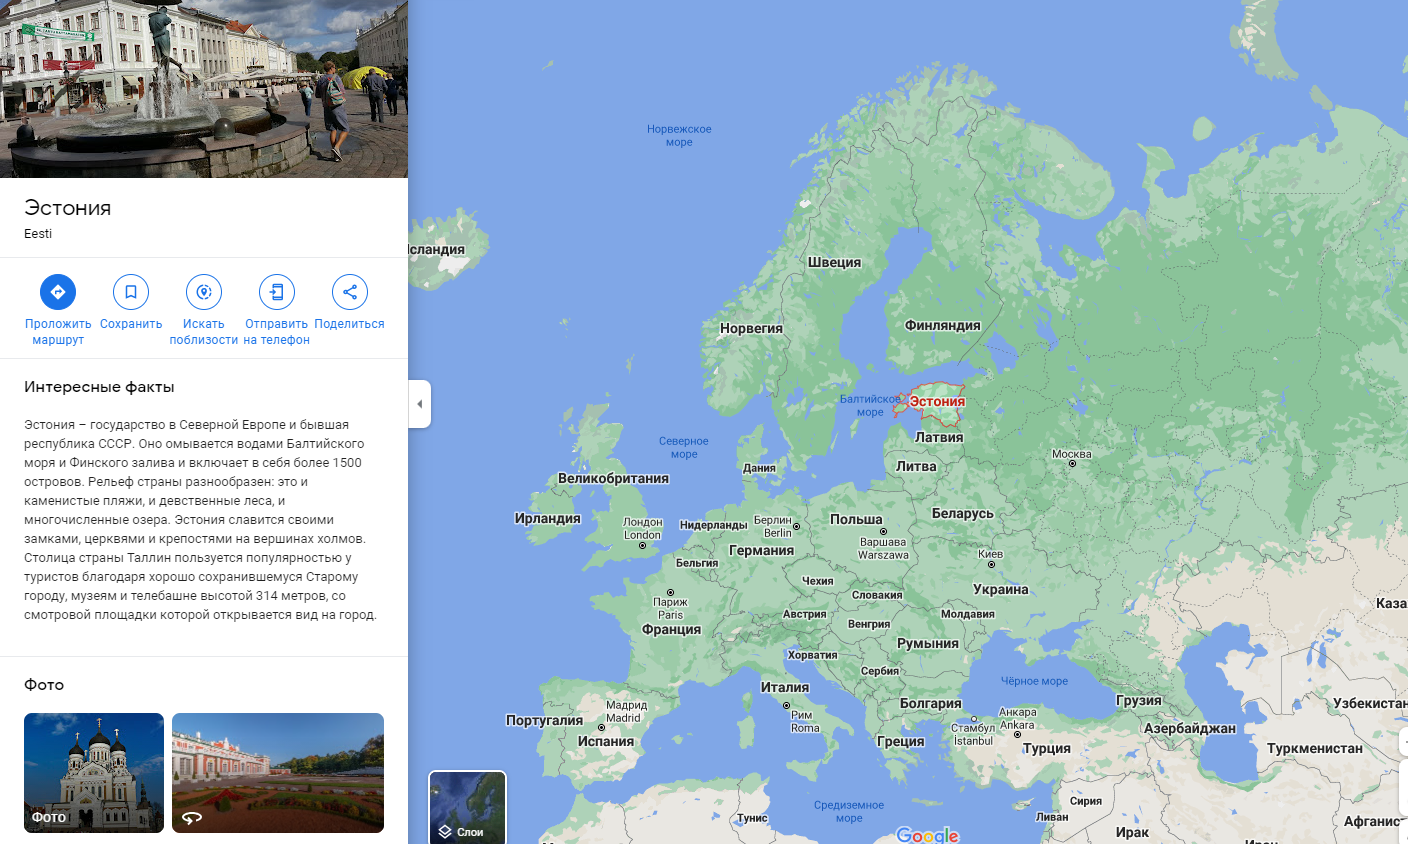 Эстония
Eesti
Проложить маршрут
Сохранить
Искать поблизости
Отправить на телефон
Поделиться
Интересные факты
Эстония – государство в Северной Европе и бывшая
республика СССР. Оно омывается водами Балтийского
моря и Финского залива и включает в себя более 1500
островов. Рельеф страны разнообразен: это и
каменистые пляжи, и девственные леса, и
многочисленные озера. Эстония славится своими
замками, церквями и крепостями на вершинах холмов.
Столица страны Таллин пользуется популярностью у
туристов благодаря хорошо сохранившемуся Старому
городу, музеям и телебашне высотой 314 метров, со
смотровой площадки которой открывается вид на город.
Фото
Фото
Слои
Норвежское
море
сландия
Швеция
Норвегия
Финляндия
Балтийское
море
Эстония
Латвия
Северное
море
Дания
Литва
Москва
Великобритания
Ирландия
Лондон
London
Нидерланды
Берлин
Berlin
Польша
Беларусь
Варшава
Warszawa
Германия
Бельгия
Киев
Чехия
Украина
Словакия
Париж
Paris
Австрия
Венгрия
Молдавия
Каза
Франция
Румыния
Хорватия
Сербия
Чёрное море
Италия
Грузия
Узбекистан
Португалия
Мадрид
Madrid
Испания
Рим
Roma
Болгария
Стамбул
İstanbul
Анкара
Ankara
Азербайджан
Греция
Турция
Туркменистан
Средиземное
море
Тунис
Сирия
Ливан
Ирак
Афганис
Google